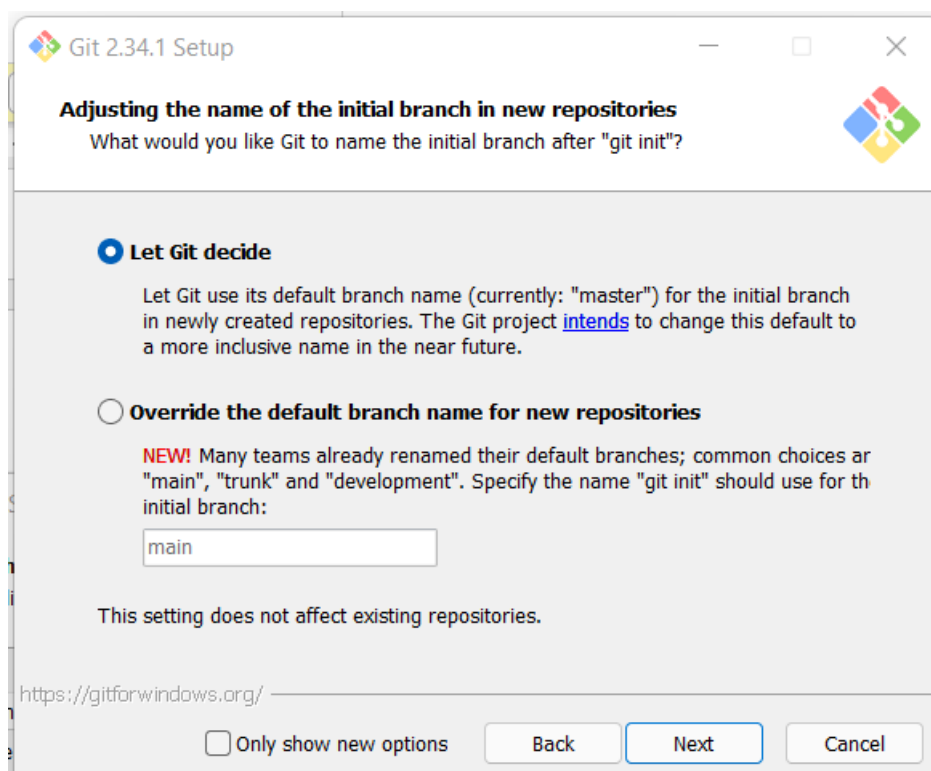 Git 2.34.1 Setup
Adjusting the name of the initial branch in new repositories
What would you like Git to name the initial branch after "git init"?
Let Git decide
Let Git use its default branch name (currently: "master") for the initial branch
in newly created repositories. The Git project intends to change this default to
a more inclusive name in the near future.
Override the default branch name for new repositories
NEW! Many teams already renamed their default branches; common choices ar
"main", "trunk" and "development". Specify the name "git init" should use for th
initial branch:
main
This setting does not affect existing repositories.
https://gitforwindows.org/
Only show new options
Back
Next
Cancel